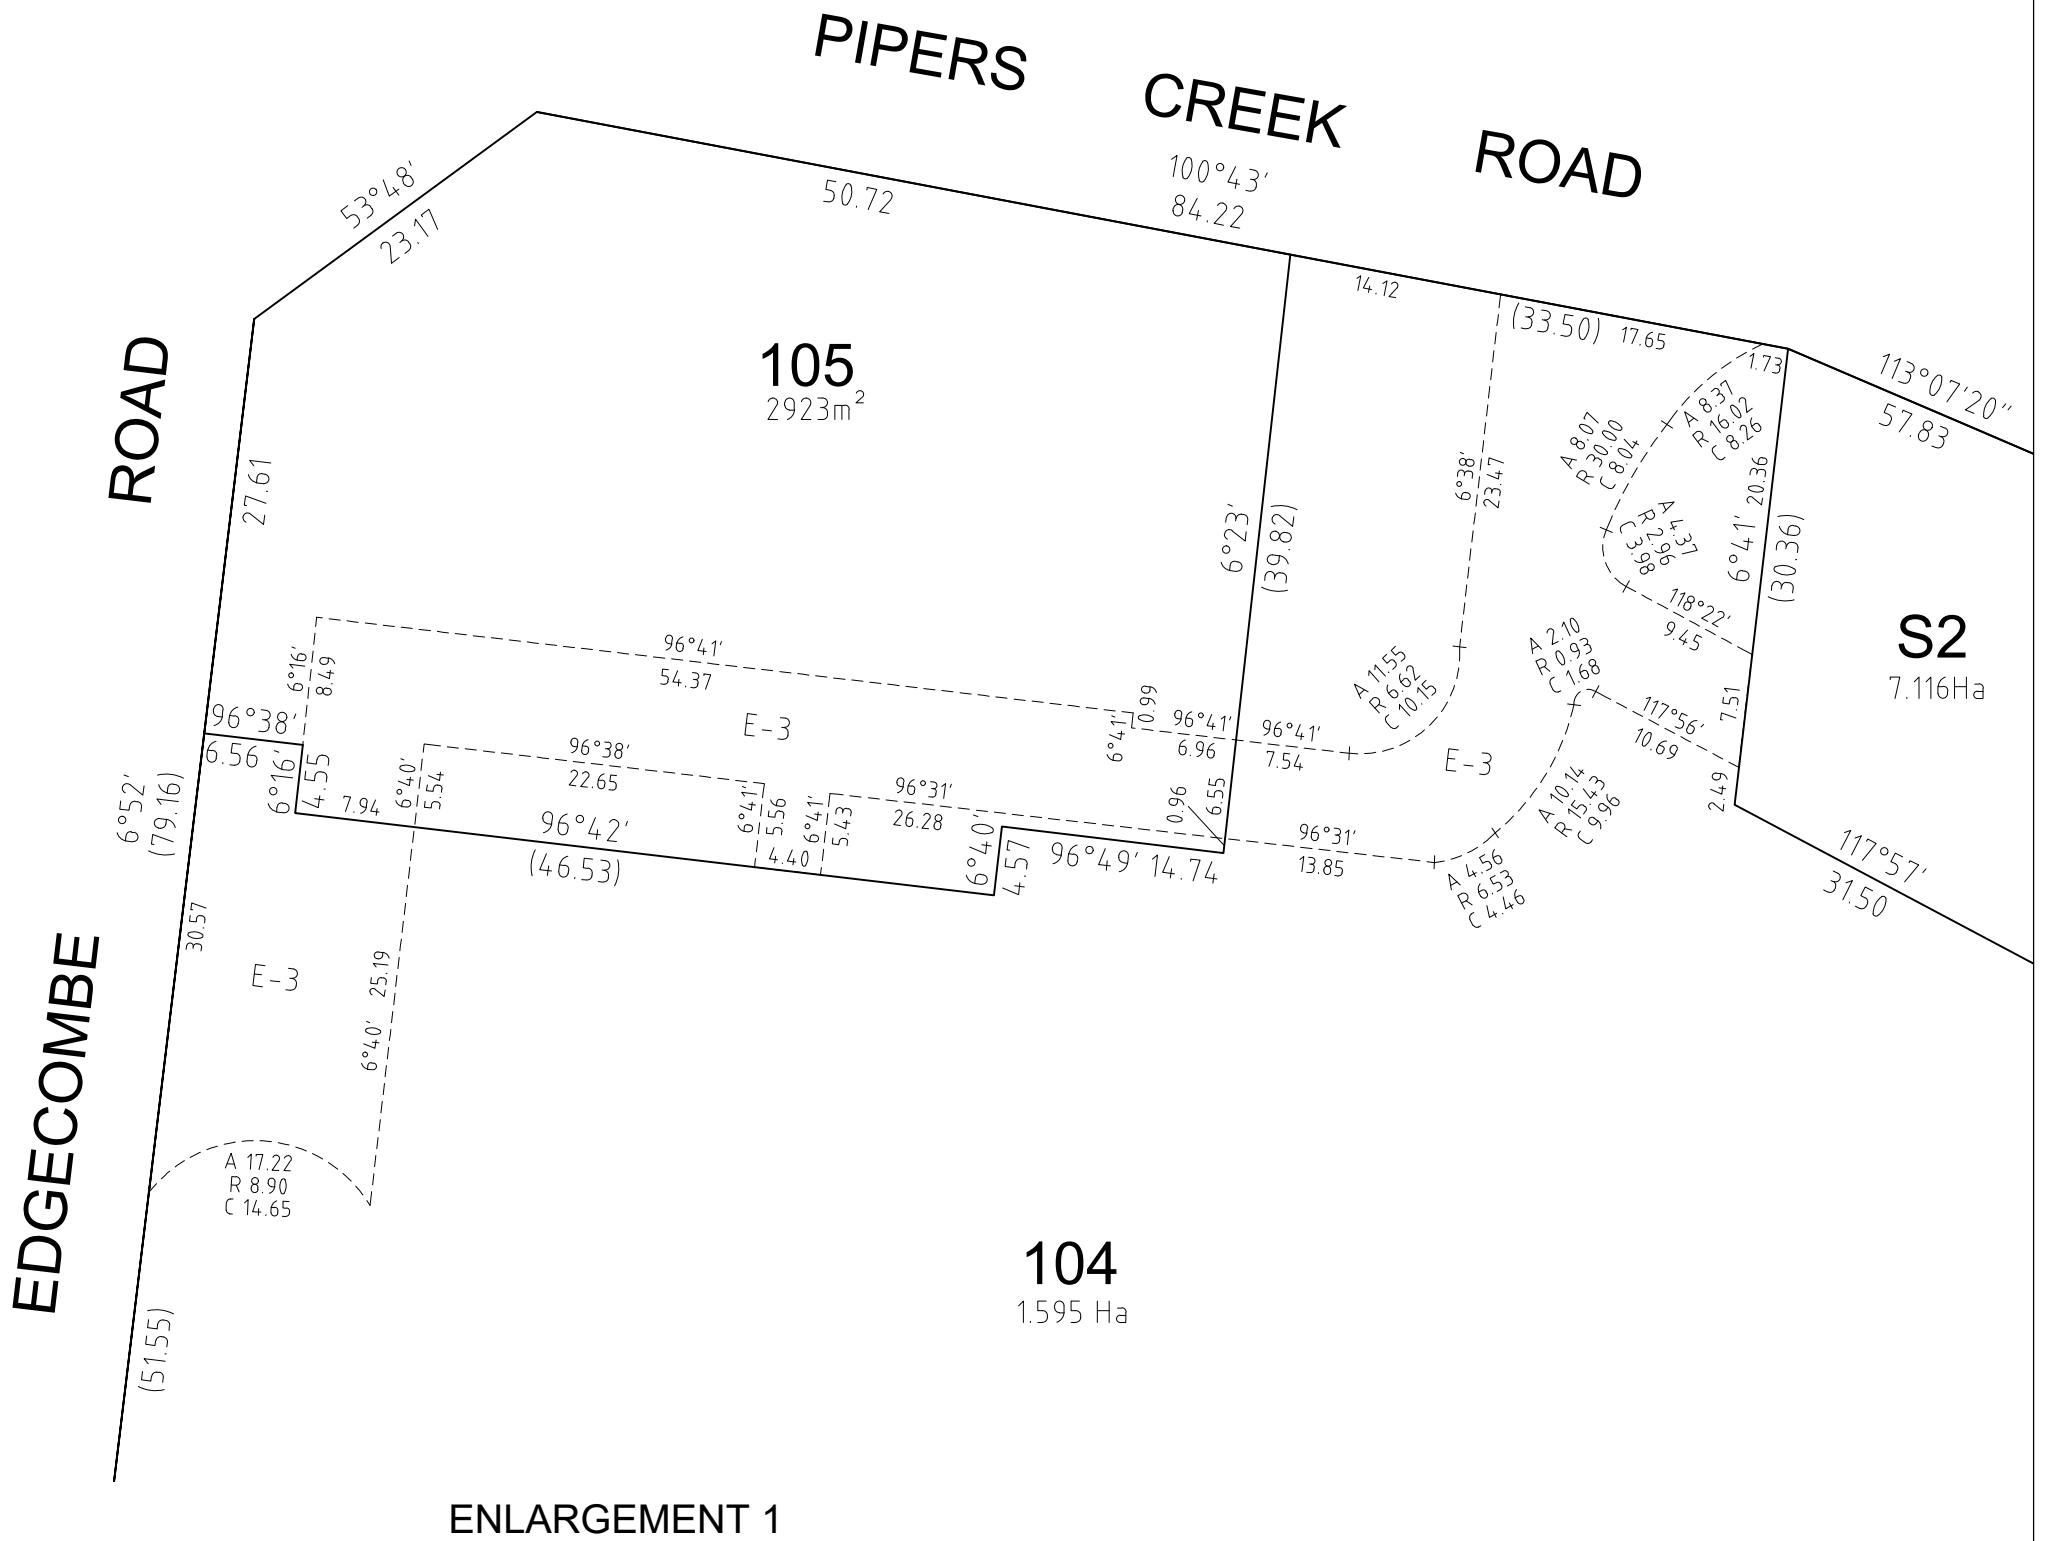 PIPERS CREEK ROAD
100°43'
84.22
53°48'
23.17
50.72
14.12
(33.50)
17.65
1.73
113°07'20"
57.83
105
2923m²
ROAD
27.61
A 8.37
R 16.02
C 8.26
A 8.07
R 30.00
C 8.04
6°38'
23.47
20.36
6°41'
(30.36)
6°23'
(39.82)
A 4.37
R 2.96
C 3.98
118°22'
9.45
S2
7.116Ha
A 2.10
R 0.93
C 1.68
A 11.55
R 6.62
C 10.15
96°41'
54.37
6°16'
8.49
0.99
6°41'
96°41'
6.96
96°41'
7.54
7.51
117°56'
10.69
2.49
E-3
E-3
96°38'
6.56
6°16'
4.55
7.94
6°40'
5.54
96°38'
22.65
6°41'
5.56
6°41'
5.43
4.40
96°31'
26.28
0.96
6.55
96°31'
13.85
A 10.14
R 15.43
C 9.96
A 4.56
R 6.53
C 4.46
6°52'
(79.16)
96°42'
(46.53)
6°40'
4.57
96°49' 14.74
117°57'
31.50
30.57
E-3
25.19
6°40'
EDGECOMBE
A 17.22
R 8.90
C 14.65
104
1.595 Ha
(51.55)
ENLARGEMENT 1